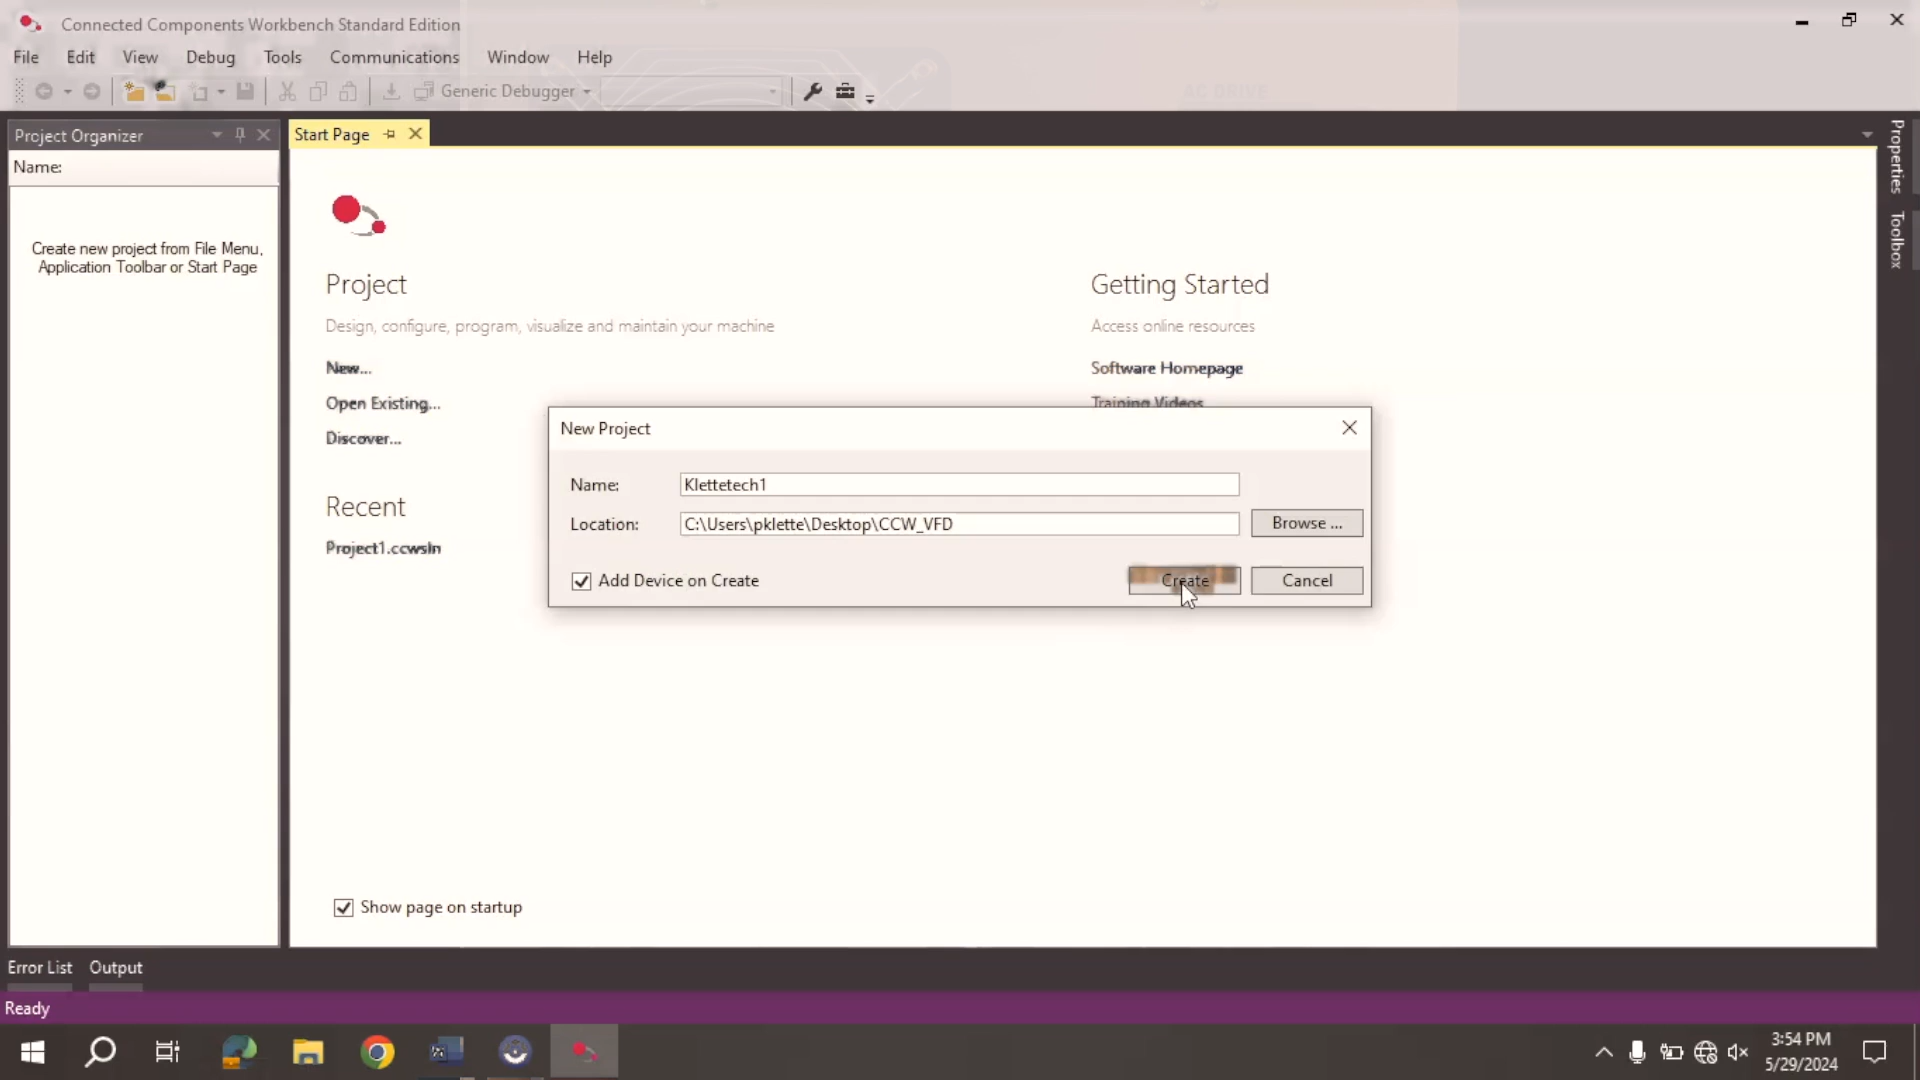 Connected Components Workbench Standard Edition
File Edit View Debug Tools Communications Window Help
Generic Debugger
AC DRIVE
Project Organizer
Start Page
Name:
Properties
Toolbox
Create new project from File Menu,
Application Toolbar or Start Page
Project
Design, configure, program, visualize and maintain your machine
New...
Open Existing...
Discover...
Recent
Project1.ccwsln
Getting Started
Access online resources
Software Homepage
Training Videos
New Project
Name: Klettetech1
Location: C:\Users\pklette\Desktop\CCW_VFD
Browse ...
Add Device on Create
Create
Cancel
Show page on startup
Error List Output
Ready
3:54 PM
5/29/2024